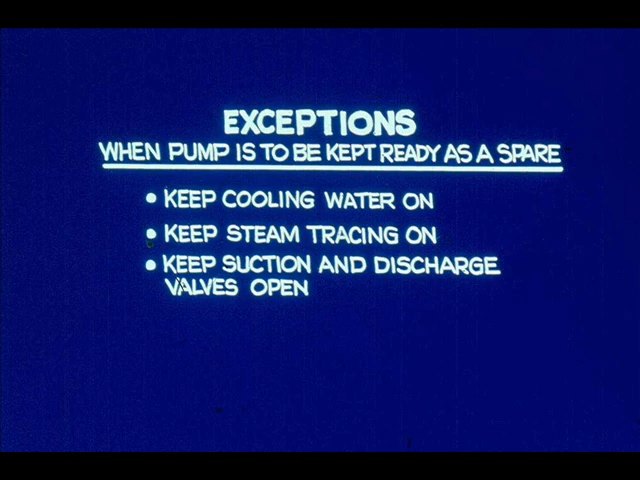 EXCEPTIONS
WHEN PUMP IS TO BE KEPT READY AS A SPARE
• KEEP COOLING WATER ON
• KEEP STEAM TRACING ON
• KEEP SUCTION AND DISCHARGE
VALVES OPEN